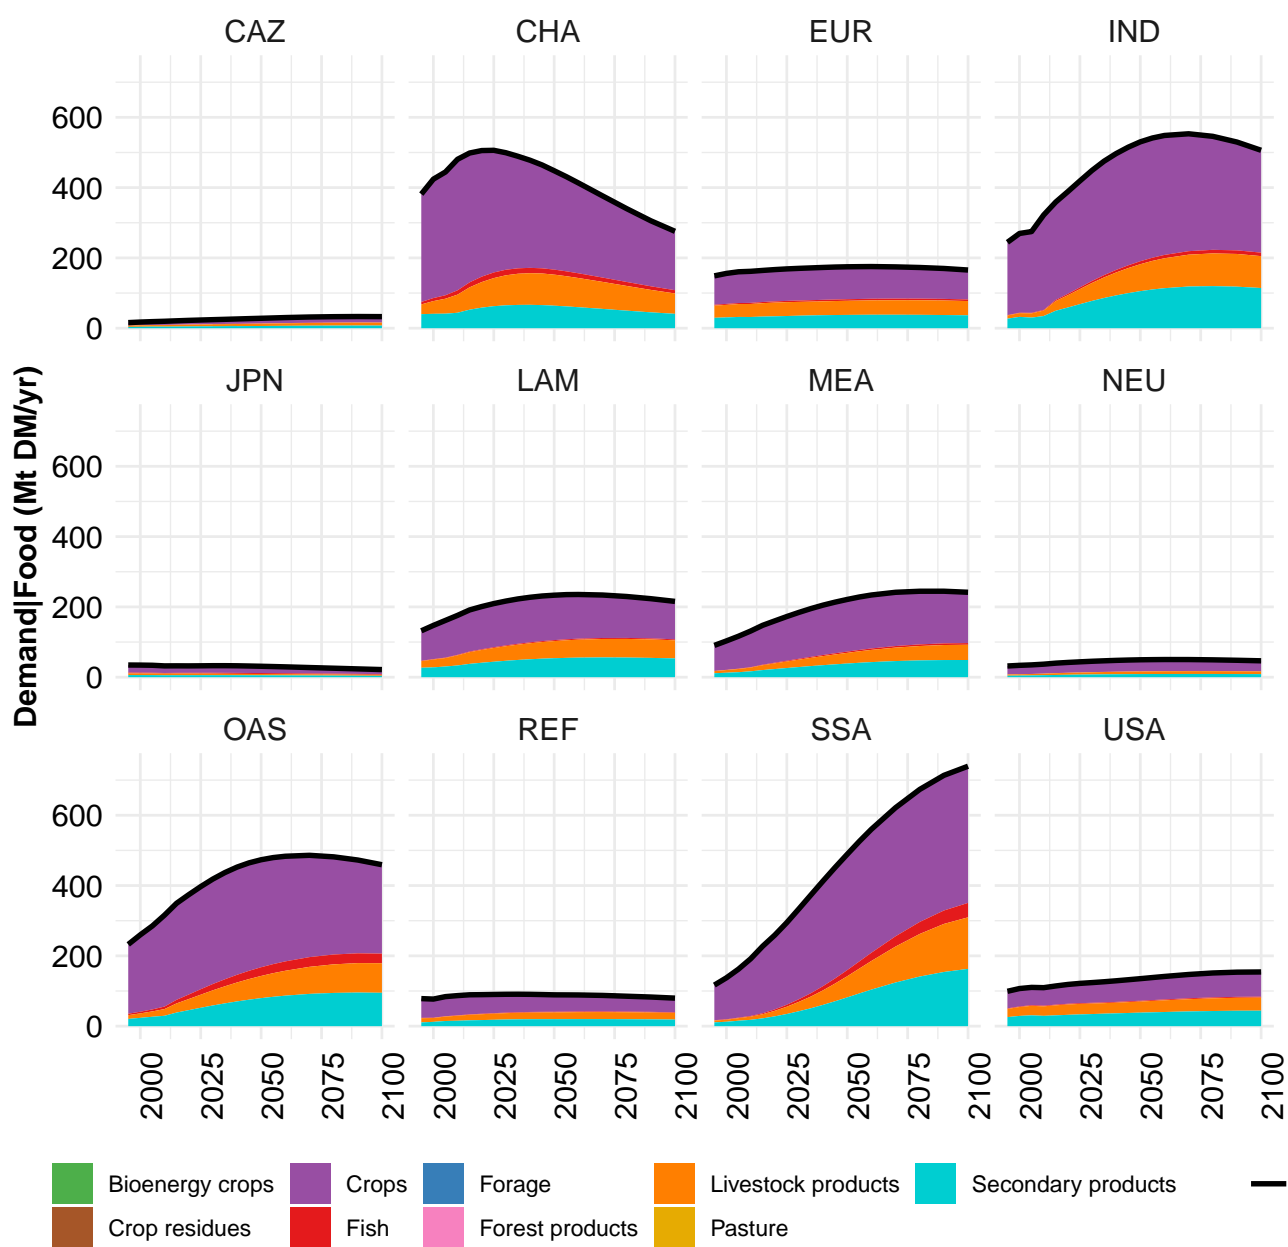 CAZ CHA EUR IND
600
400
200
0
JPN LAM MEA NEU
600
400
200
0
Demand|Food (Mt DM/yr)
OAS REF SSA USA
600
400
200
0
2000 2025 2050 2075 2100 2000 2025 2050 2075 2100 2000 2025 2050 2075 2100 2000 2025 2050 2075 2100
Bioenergy crops Crops Forage Livestock products Secondary products
Crop residues Fish Forest products Pasture